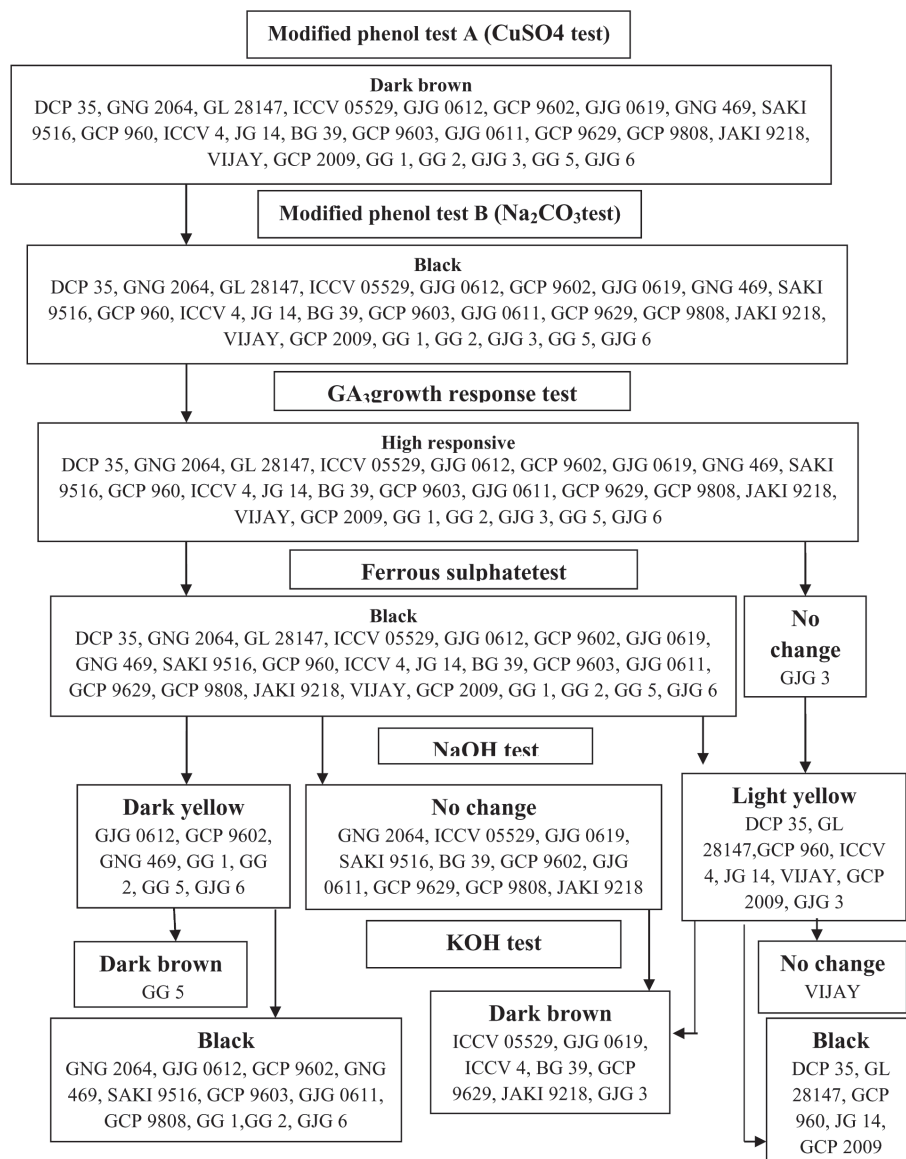 Modified phenol test A (CuSO4 test)
Dark brown
DCP 35, GNG 2064, GL 28147, ICCV 05529, GJG 0612, GCP 9602, GJG 0619, GNG 469, SAKI
9516, GCP 960, ICCV 4, JG 14, BG 39, GCP 9603, GJG 0611, GCP 9629, GCP 9808, JAKI 9218,
VIJAY, GCP 2009, GG 1, GG 2, GJG 3, GG 5, GJG 6
Modified phenol test B (Na₂CO₃test)
Black
DCP 35, GNG 2064, GL 28147, ICCV 05529, GJG 0612, GCP 9602, GJG 0619, GNG 469, SAKI
9516, GCP 960, ICCV 4, JG 14, BG 39, GCP 9603, GJG 0611, GCP 9629, GCP 9808, JAKI 9218,
VIJAY, GCP 2009, GG 1, GG 2, GJG 3, GG 5, GJG 6
GA₃growth response test
High responsive
DCP 35, GNG 2064, GL 28147, ICCV 05529, GJG 0612, GCP 9602, GJG 0619, GNG 469, SAKI
9516, GCP 960, ICCV 4, JG 14, BG 39, GCP 9603, GJG 0611, GCP 9629, GCP 9808, JAKI 9218,
VIJAY, GCP 2009, GG 1, GG 2, GJG 3, GG 5, GJG 6
Ferrous sulphatetest
Black
DCP 35, GNG 2064, GL 28147, ICCV 05529, GJG 0612, GCP 9602, GJG 0619,
GNG 469, SAKI 9516, GCP 960, ICCV 4, JG 14, BG 39, GCP 9603, GJG 0611,
GCP 9629, GCP 9808, JAKI 9218, VIJAY, GCP 2009, GG 1, GG 2, GG 5, GJG 6
No
change
GJG 3
NaOH test
Dark yellow
GJG 0612, GCP 9602,
GNG 469, GG 1, GG
2, GG 5, GJG 6
No change
GNG 2064, ICCV 05529, GJG 0619,
SAKI 9516, BG 39, GCP 9602, GJG
0611, GCP 9629, GCP 9808, JAKI 9218
Light yellow
DCP 35, GL
28147,GCP 960, ICCV
4, JG 14, VIJAY, GCP
2009, GJG 3
KOH test
Dark brown
GG 5
Black
GNG 2064, GJG 0612, GCP 9602, GNG
469, SAKI 9516, GCP 9603, GJG 0611,
GCP 9808, GG 1,GG 2, GJG 6
Dark brown
ICCV 05529, GJG 0619,
ICCV 4, BG 39, GCP
9629, JAKI 9218, GJG 3
No change
VIJAY
Black
DCP 35, GL
28147, GCP
960, JG 14,
GCP 2009